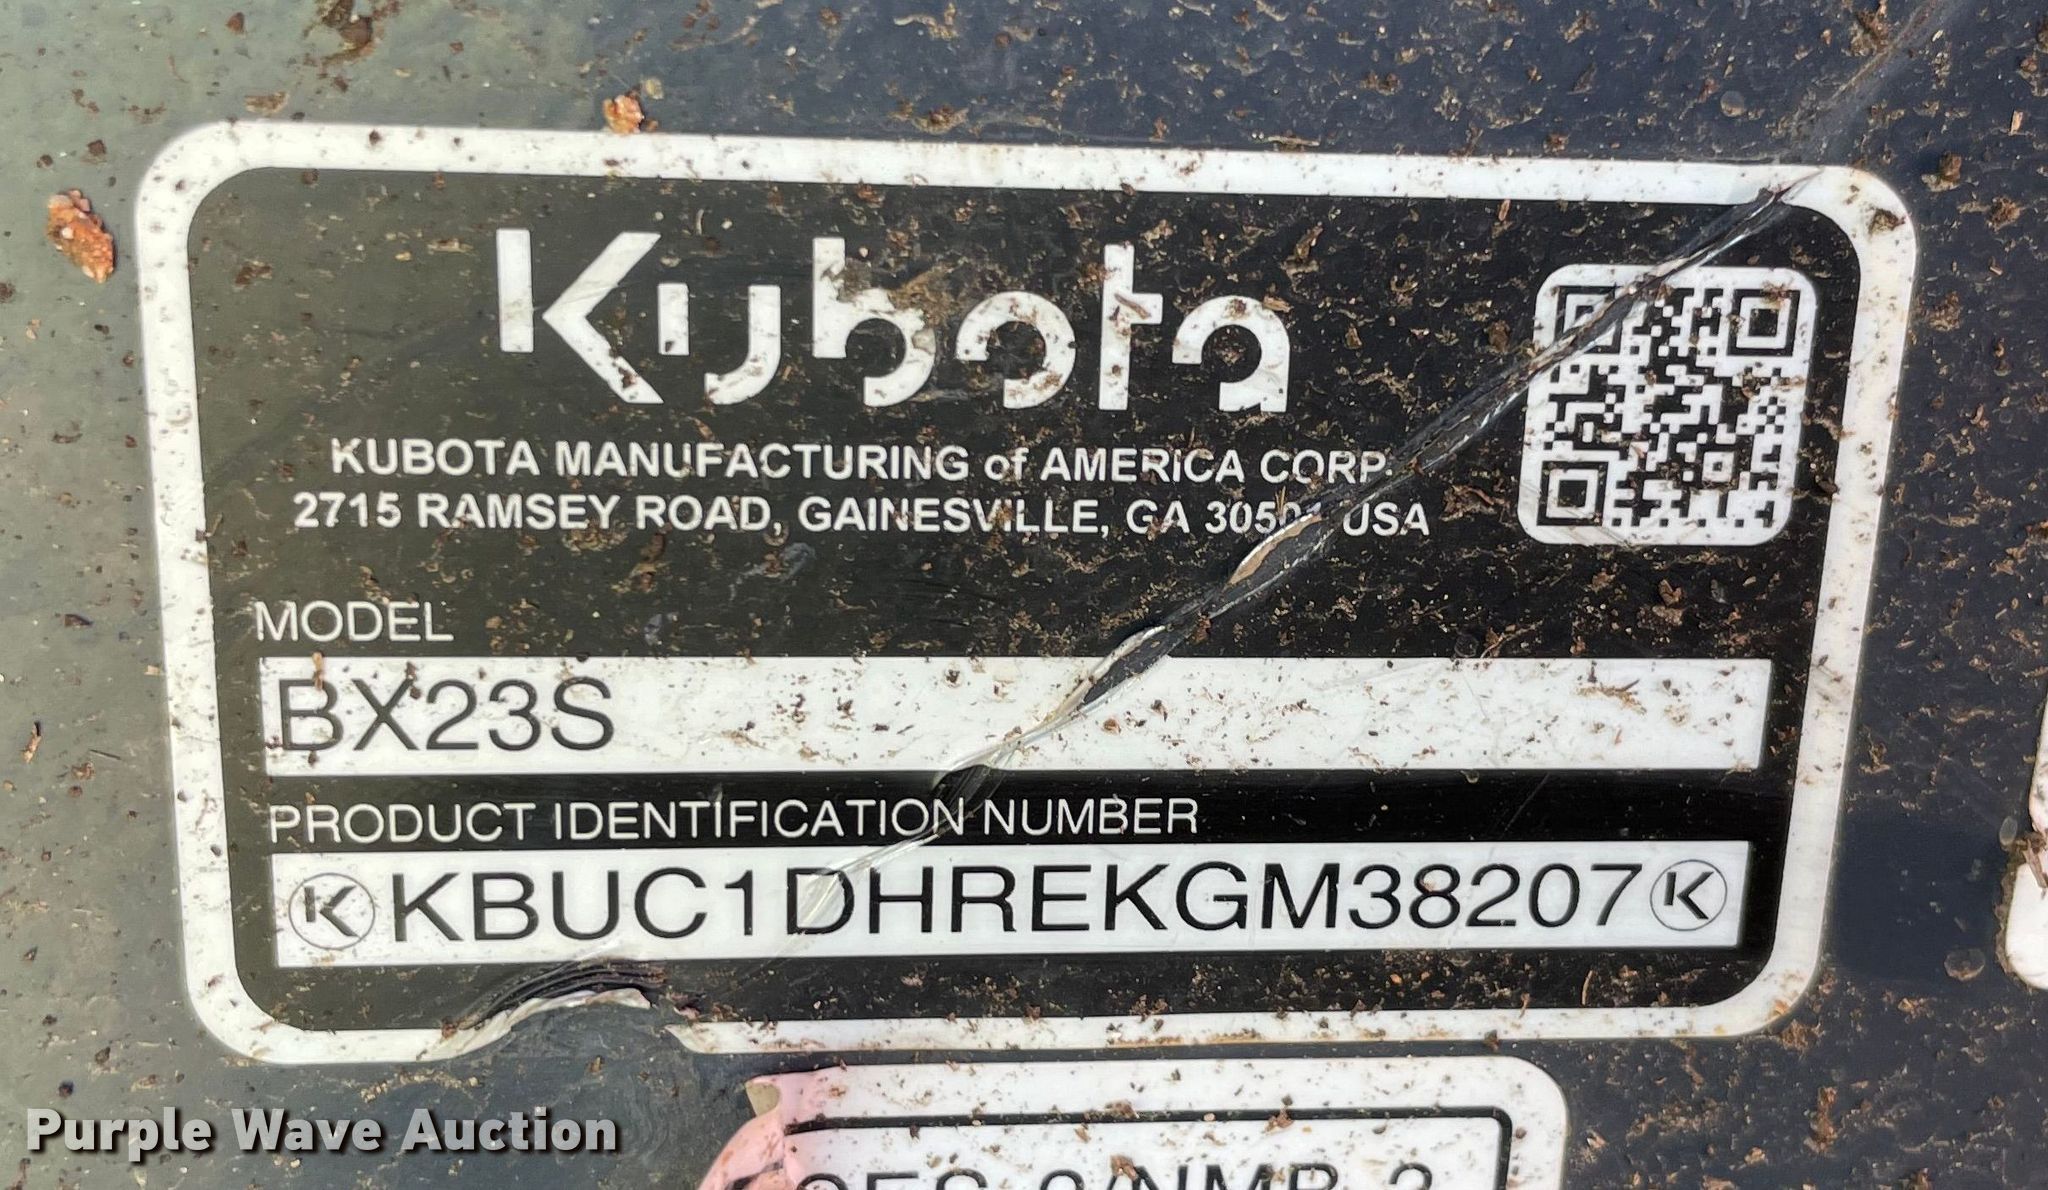 Kubota
KUBOTA MANUFACTURING of AMERICA CORP.
2715 RAMSEY ROAD, GAINESVILLE, GA 30501 USA
MODEL
BX23S
PRODUCT IDENTIFICATION NUMBER
K KBUC1DHREKGM38207 K
Purple Wave Auction